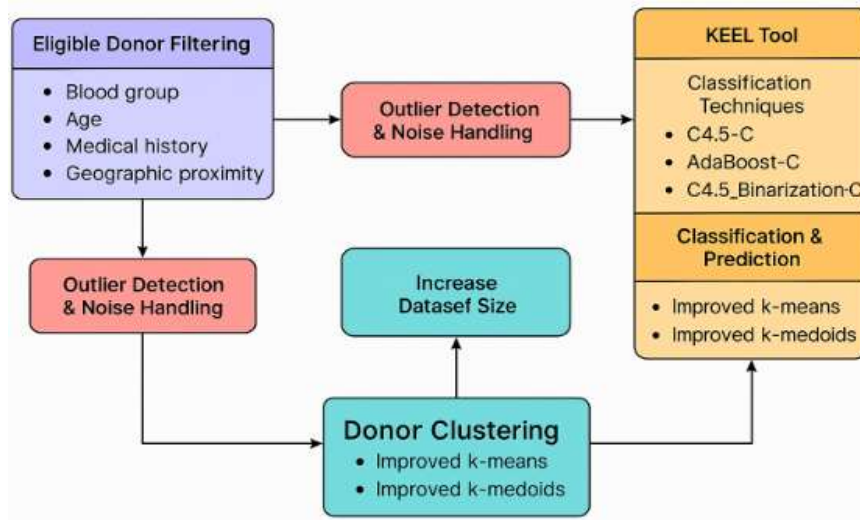 Eligible Donor Filtering
• Blood group
• Age
• Medical history
• Geographic proximity
Outlier Detection
& Noise Handling
KEEL Tool
Classification
Techniques
• C4.5-C
• AdaBoost-C
• C4.5_Binarization-C
Classification &
Prediction
• Improved k-means
• Improved k-medoids
Outlier Detection
& Noise Handling
Increase
Datasef Size
Donor Clustering
• Improved k-means
• Improved k-medoids